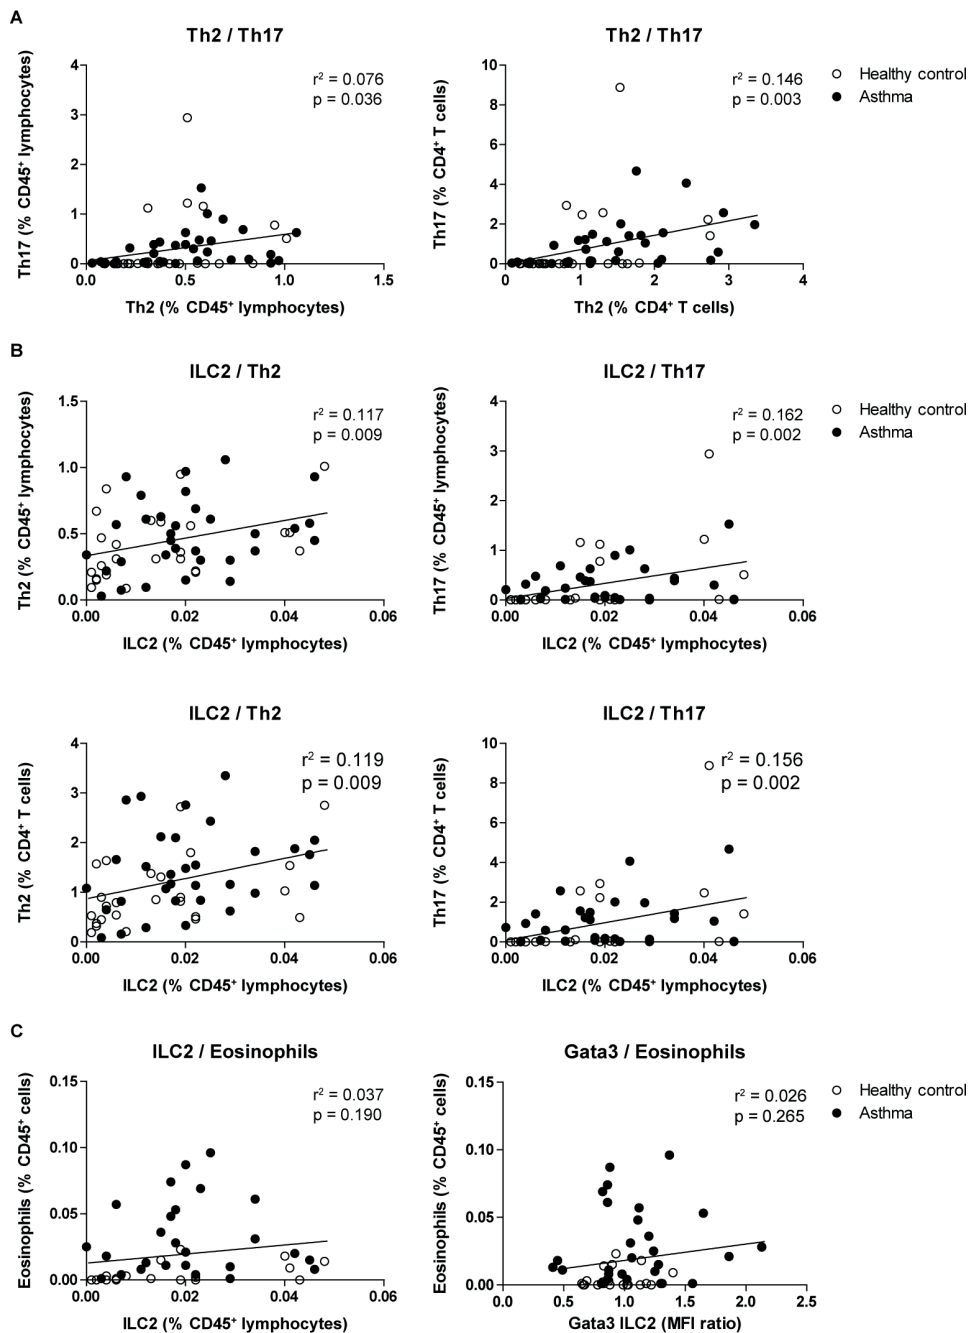 A
Th2 / Th17
Th17 (% CD45⁺ lymphocytes)
4
3
2
1
0
r² = 0.076
p = 0.036
0.0 0.5 1.0 1.5
Th2 (% CD45⁺ lymphocytes)
Th2 / Th17
Th17 (% CD4⁺ T cells)
10
8
6
4
2
0
r² = 0.146
p = 0.003
0 1 2 3 4
Th2 (% CD4⁺ T cells)
Healthy control
Asthma
B
ILC2 / Th2
Th2 (% CD45⁺ lymphocytes)
1.5
1.0
0.5
0.0
r² = 0.117
p = 0.009
0.00 0.02 0.04 0.06
ILC2 (% CD45⁺ lymphocytes)
ILC2 / Th17
Th17 (% CD45⁺ lymphocytes)
4
3
2
1
0
r² = 0.162
p = 0.002
0.00 0.02 0.04 0.06
ILC2 (% CD45⁺ lymphocytes)
Healthy control
Asthma
ILC2 / Th2
Th2 (% CD4⁺ T cells)
4
3
2
1
0
r² = 0.119
p = 0.009
0.00 0.02 0.04 0.06
ILC2 (% CD45⁺ lymphocytes)
ILC2 / Th17
Th17 (% CD4⁺ T cells)
10
8
6
4
2
0
r² = 0.156
p = 0.002
0.00 0.02 0.04 0.06
ILC2 (% CD45⁺ lymphocytes)
C
ILC2 / Eosinophils
Eosinophils (% CD45⁺ cells)
0.15
0.10
0.05
0.00
r² = 0.037
p = 0.190
0.00 0.02 0.04 0.06
ILC2 (% CD45⁺ lymphocytes)
Gata3 / Eosinophils
Eosinophils (% CD45⁺ cells)
0.15
0.10
0.05
0.00
r² = 0.026
p = 0.265
0.0 0.5 1.0 1.5 2.0 2.5
Gata3 ILC2 (MFI ratio)
Healthy control
Asthma